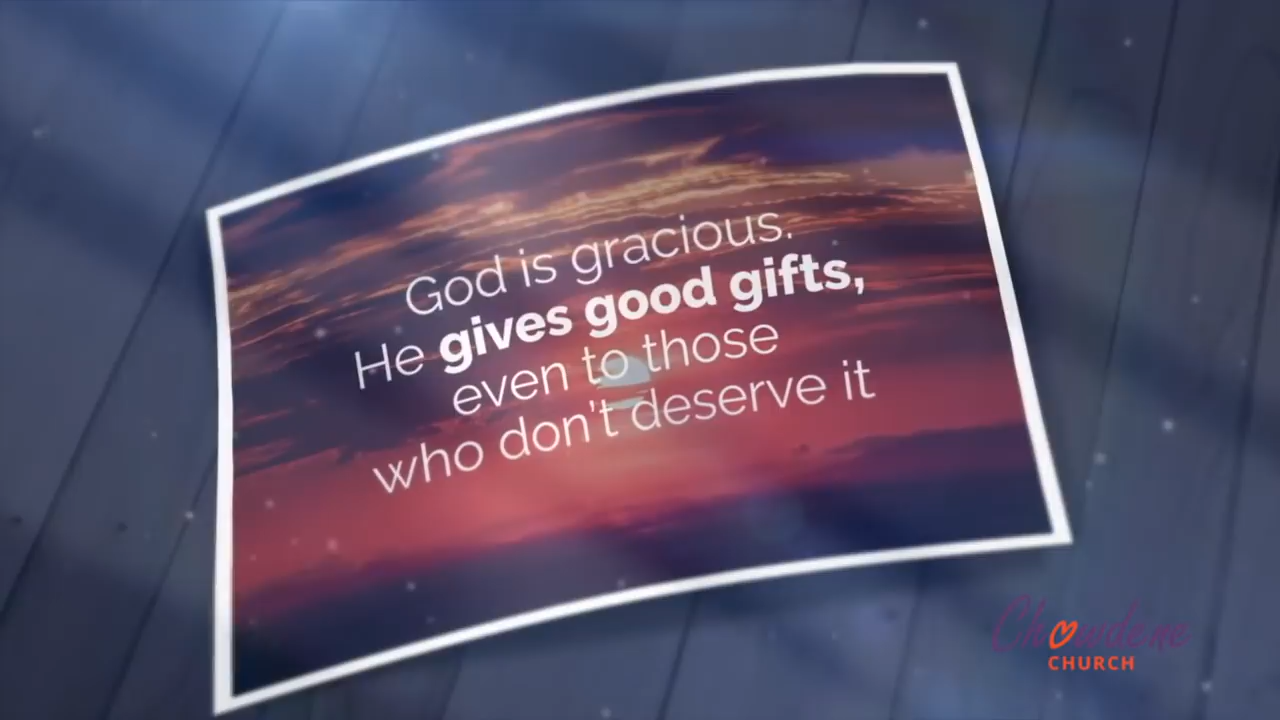 God is gracious.
He gives good gifts,
even to those
who don't deserve it
CHURCH